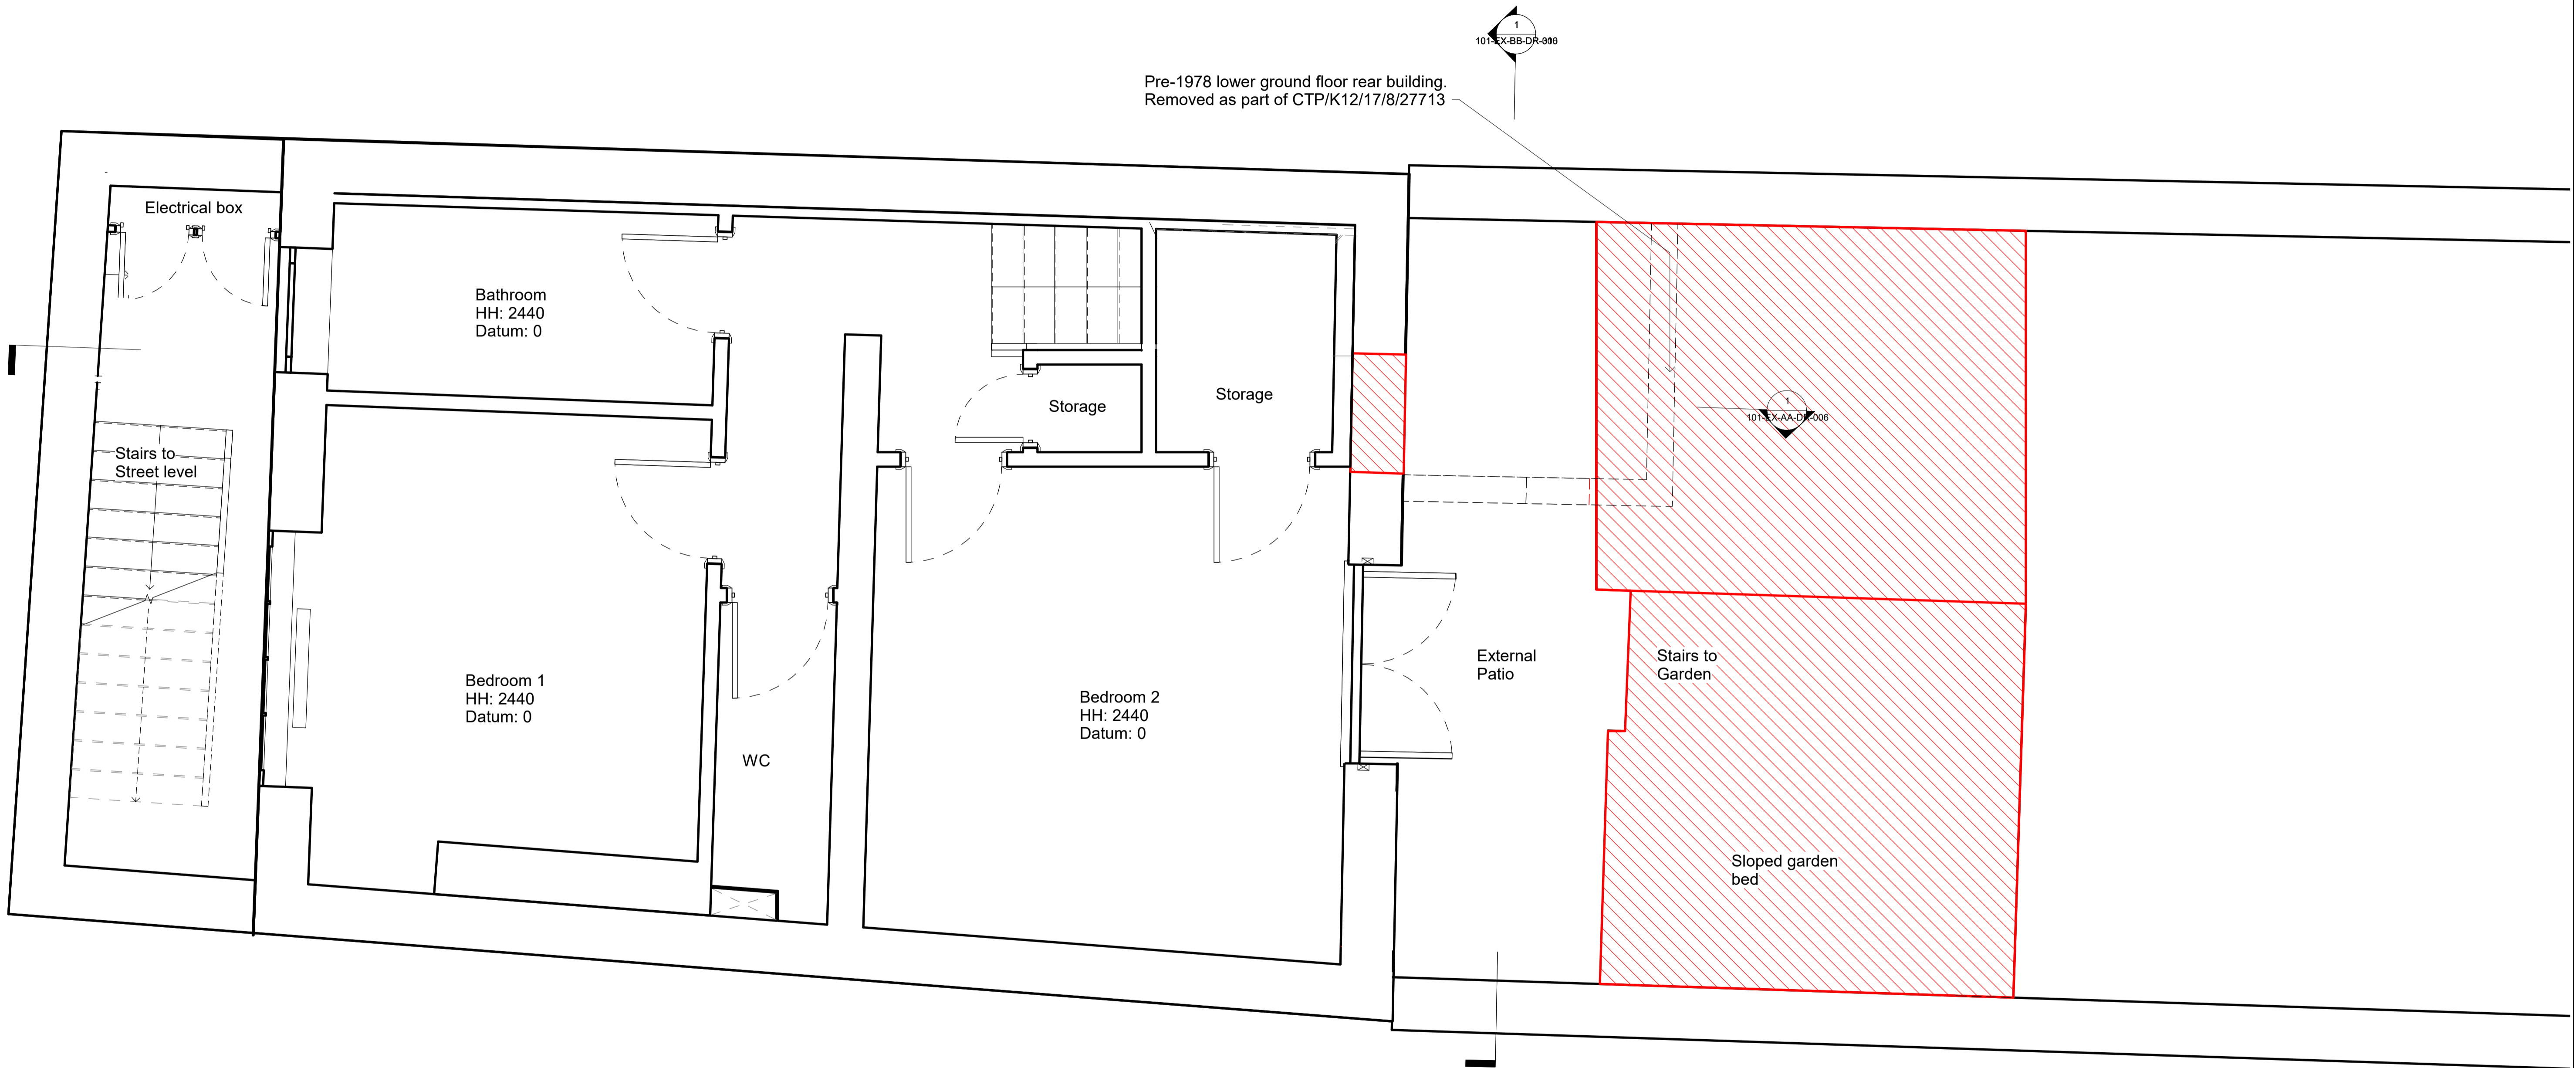 1
101-EX-BB-DR-
Pre-1978 lower ground floor rear building.
Removed as part of CTP/K12/17/8/27713
Electrical box
Bathroom
HH: 2440
Datum: 0
Storage
Storage
1
101-EX-AA-DR-006
Stairs to
Street level
Bedroom 1
HH: 2440
Datum: 0
WC
Bedroom 2
HH: 2440
Datum: 0
External
Patio
Stairs to
Garden
Sloped garden
bed